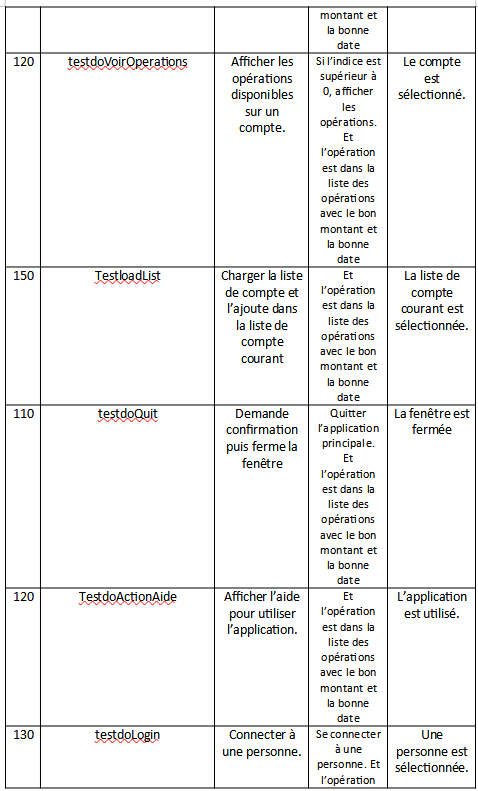 montant et
la bonne
date
120
testdoVoirOperations
Afficher les
opérations
disponibles
sur un
compte.
Si l’indice est
supérieur à
0, afficher
les
opérations.
Et
l’opération
est dans la
liste des
opérations
avec le bon
montant et
la bonne
date
Le compte
est
sélectionné.
150
TestloadList
Charger la liste
de compte et
l’ajoute dans
la liste de
compte
courant
Et
l’opération
est dans la
liste des
opérations
avec le bon
montant et
la bonne
date
La liste de
compte
courant est
sélectionnée.
110
testdoQuit
Demande
confirmation
puis ferme la
fenêtre
Quitter
l’application
principale.
Et
l’opération
est dans la
liste des
opérations
avec le bon
montant et
la bonne
date
La fenêtre est
fermée
120
TestdoActionAide
Afficher l’aide
pour utiliser
l’application.
Et
l’opération
est dans la
liste des
opérations
avec le bon
montant et
la bonne
date
L’application
est utilisé.
130
testdoLogin
Connecter à
une personne.
Se connecter
à une
personne. Et
l’opération
Une
personne est
sélectionnée.